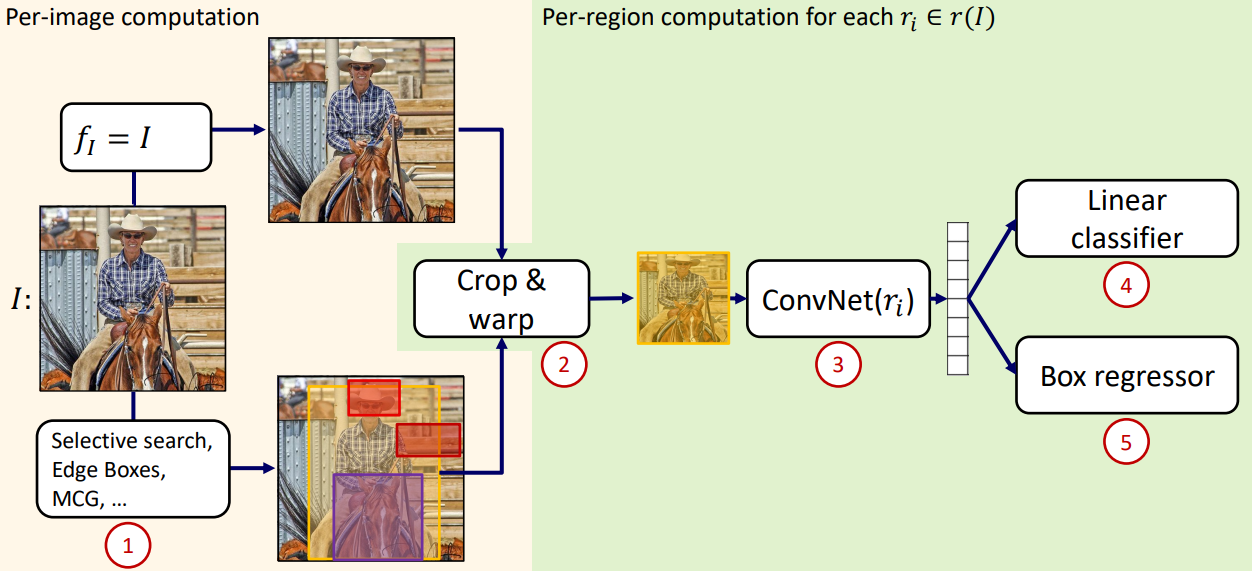 Per-image computation
Per-region computation for each $r_i \in r(I)$
$f_I = I$
$I$:
Selective search,
Edge Boxes,
MCG, ...
1
Crop &
warp
2
ConvNet($r_i$)
3
Linear
classifier
4
Box regressor
5